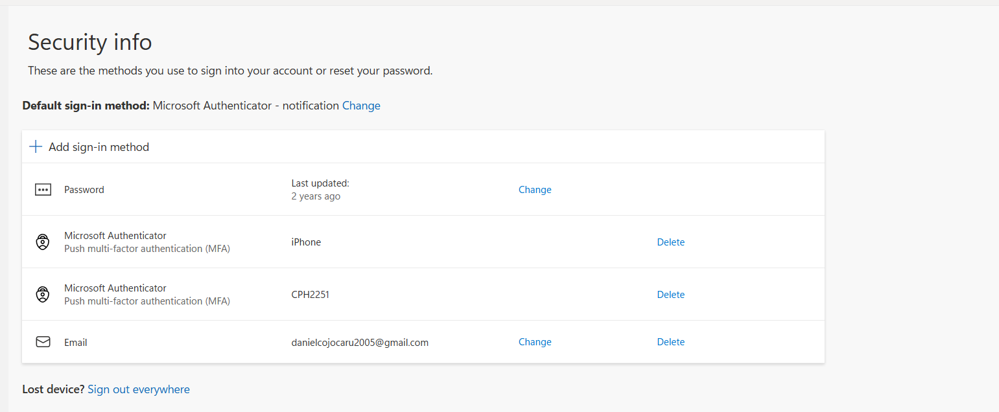 Security info
These are the methods you use to sign into your account or reset your password.
Default sign-in method: Microsoft Authenticator - notification Change
Add sign-in method
Password
Last updated:
2 years ago
Change
Microsoft Authenticator
Push multi-factor authentication (MFA)
iPhone
Delete
Microsoft Authenticator
Push multi-factor authentication (MFA)
CPH2251
Delete
Email
danielcojocaru2005@gmail.com
Change
Delete
Lost device? Sign out everywhere